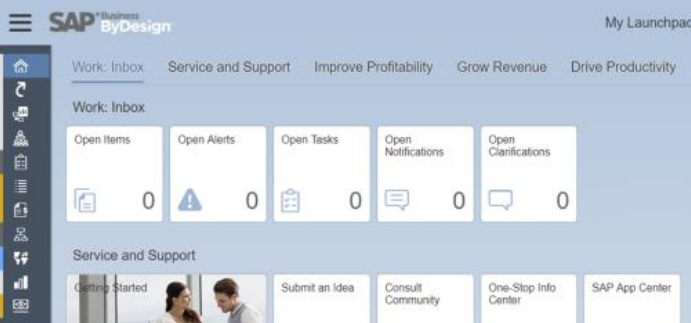 SAP Business
ByDesign
My Launchpad
Work: Inbox Service and Support Improve Profitability Grow Revenue Drive Productivity
Work: Inbox
Open Items Open Alerts Open Tasks Open Notifications Open Clarifications
0 0 0 0 0
Service and Support
Getting Started Submit an Idea Consult Community One-Stop Info Center SAP App Center